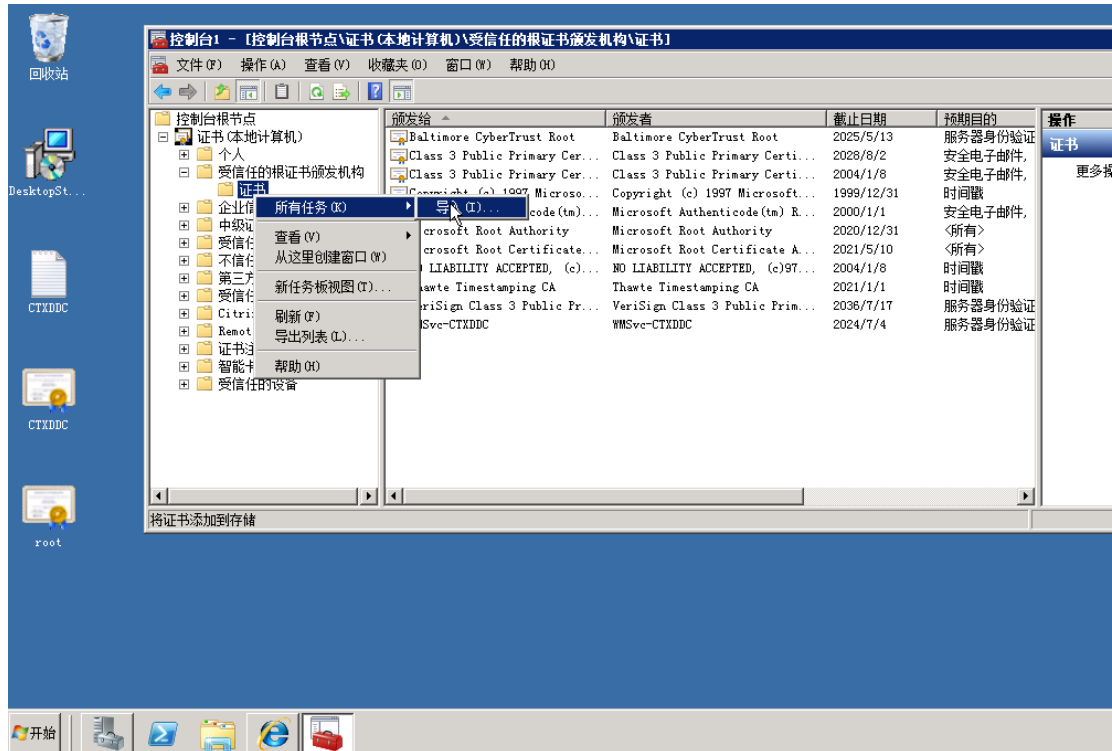 回收站
DesktopSt...
CTXDDC
CTXDDC
root
控制台1 - [控制台根节点\证书(本地计算机)\受信任的根证书颁发机构\证书]
文件(F) 操作(A) 查看(V) 收藏夹(O) 窗口(W) 帮助(H)
控制台根节点
证书(本地计算机)
个人
受信任的根证书颁发机构
证书
企业信
中级证
受信任
不信任
第三方
受信任
Citri
Remot
证书注
智能卡
受信任的设备
所有任务(K)
查看(V)
从这里创建窗口(W)
新任务板视图(T)...
刷新(F)
导出列表(L)...
帮助(H)
导入(I)...
颁发给 颁发者 截止日期 预期目的
Baltimore CyberTrust Root Baltimore CyberTrust Root 2025/5/13 服务器身份验证
Class 3 Public Primary Cer... Class 3 Public Primary Certi... 2028/8/2 安全电子邮件,
Class 3 Public Primary Cer... Class 3 Public Primary Certi... 2004/1/8 安全电子邮件,
Copyright (c) 1997 Microso... Copyright (c) 1997 Microsoft... 1999/12/31 时间戳
code(tm)... Microsoft Authenticode(tm) R... 2000/1/1 安全电子邮件,
crosoft Root Authority Microsoft Root Authority 2020/12/31 <所有>
crosoft Root Certificate... Microsoft Root Certificate A... 2021/5/10 <所有>
LIABILITY ACCEPTED, (c)... NO LIABILITY ACCEPTED, (c)97... 2004/1/8 时间戳
awte Timestamping CA Thawte Timestamping CA 2021/1/1 时间戳
eriSign Class 3 Public Pr... VeriSign Class 3 Public Prim... 2036/7/17 服务器身份验证
Svc-CTXDDC WMSvc-CTXDDC 2024/7/4 服务器身份验证
操作
证书
更多操
将证书添加到存储
开始